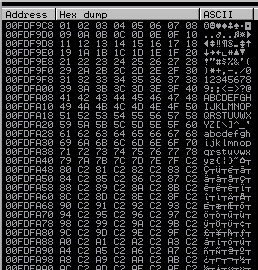 Address Hex dump ASCII
00FDF9C8 01 02 03 04 05 06 07 08
00FDF9D0 09 0A 0B 0C 0D 0E 0F 10
00FDF9D8 11 12 13 14 15 16 17 18
00FDF9E0 19 1A 1B 1C 1D 1E 1F 20
00FDF9E8 21 22 23 24 25 26 27 28 !"#$%&'(
00FDF9F0 29 2A 2B 2C 2D 2E 2F 30 )*+,-./0
00FDF9F8 31 32 33 34 35 36 37 38 12345678
00FDFA00 39 3A 3B 3C 3D 3E 3F 40 9:;<=>?@
00FDFA08 41 42 43 44 45 46 47 48 ABCDEFGH
00FDFA10 49 4A 4B 4C 4D 4E 4F 50 IJKLMNOP
00FDFA18 51 52 53 54 55 56 57 58 QRSTUVWX
00FDFA20 59 5A 5B 5C 5D 5E 5F 60 YZ[\]^_`
00FDFA28 61 62 63 64 65 66 67 68 abcdefgh
00FDFA30 69 6A 6B 6C 6D 6E 6F 70 ijklmnop
00FDFA38 71 72 73 74 75 76 77 78 qrstuvwx
00FDFA40 79 7A 7B 7C 7D 7E 7F C2
00FDFA48 80 C2 81 C2 82 C2 83 C2
00FDFA50 84 C2 85 C2 86 C2 87 C2
00FDFA58 88 C2 89 C2 8A C2 8B C2
00FDFA60 8C C2 8D C2 8E C2 8F C2
00FDFA68 90 C2 91 C2 92 C2 93 C2
00FDFA70 94 C2 95 C2 96 C2 97 C2
00FDFA78 98 C2 99 C2 9A C2 9B C2
00FDFA80 9C C2 9D C2 9E C2 9F C2
00FDFA88 A0 C2 A1 C2 A2 C2 A3 C2
00FDFA90 A4 C2 A5 C2 A6 C2 A7 C2
00FDFA98 A8 C2 A9 C2 AA C2 AB C2